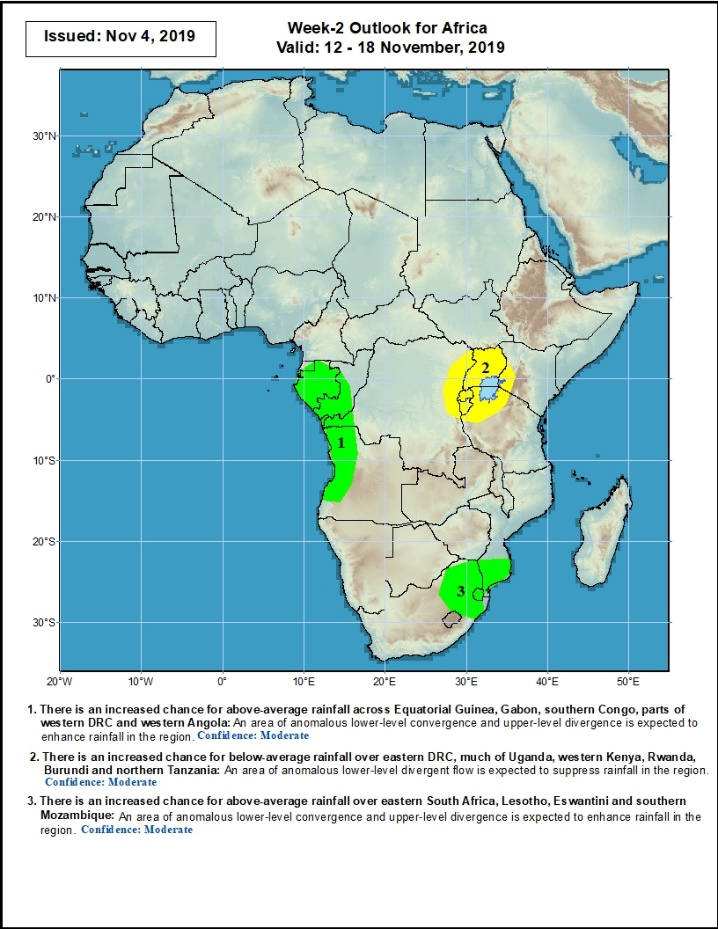 Issued: Nov 4, 2019
Week-2 Outlook for Africa
Valid: 12 - 18 November, 2019
30°N
20°N
10°N
0°
10°S
20°S
30°S
20°W
10°W
0°
10°E
20°E
30°E
40°E
50°E
1
2
3
1. There is an increased chance for above-average rainfall across Equatorial Guinea, Gabon, southern Congo, parts of
western DRC and western Angola: An area of anomalous lower-level convergence and upper-level divergence is expected to
enhance rainfall in the region. Confidence: Moderate
2. There is an increased chance for below-average rainfall over eastern DRC, much of Uganda, western Kenya, Rwanda,
Burundi and northern Tanzania: An area of anomalous lower-level divergent flow is expected to suppress rainfall in the region.
Confidence: Moderate
3. There is an increased chance for above-average rainfall over eastern South Africa, Lesotho, Eswantini and southern
Mozambique: An area of anomalous lower-level convergence and upper-level divergence is expected to enhance rainfall in the
region. Confidence: Moderate